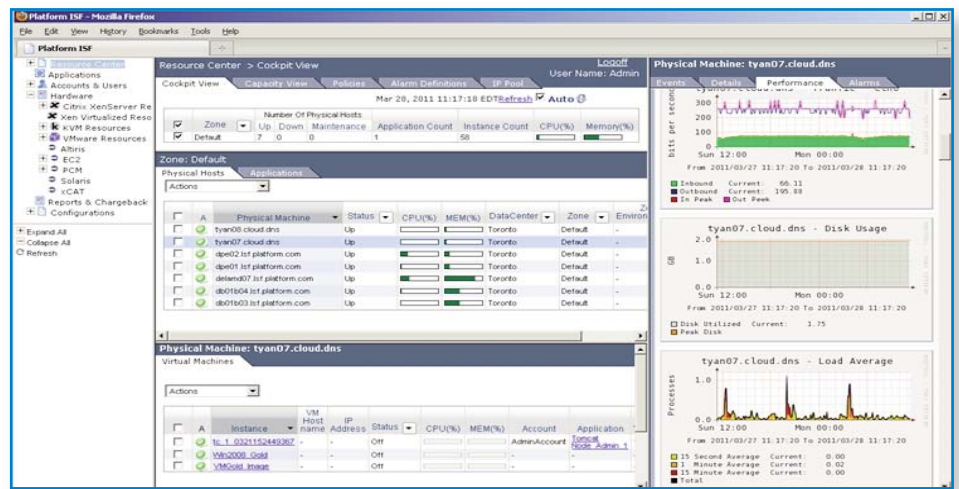 Platform ISF - Mozilla Firefox
File Edit View History Bookmarks Tools Help
Platform ISF
Resource Center
Applications
Accounts & Users
Hardware
Citrix XenServer Re
Xen Virtualized Reso
KVM Resources
VMware Resources
Altiris
EC2
PCM
Solaris
xCAT
Reports & Chargeback
Configurations
Expand All
Collapse All
Refresh
Resource Center > Cockpit View
Logoff
User Name: Admin
Cockpit View Capacity View Policies Alarm Definitions IP Pool
Mar 28, 2011 11:17:18 EDT Refresh Auto
Number Of Physical Hosts
Zone Up Down Maintenance Application Count Instance Count CPU(%) Memory(%)
Default 7 0 0 1 58
Zone: Default
Physical Hosts Applications
Actions
A Physical Machine Status CPU(%) MEM(%) DataCenter Zone Environ
tyan08.cloud.dns Up Toronto Default -
tyan07.cloud.dns Up Toronto Default -
dpe02.lsf.platform.com Up Toronto Default -
dpe01.lsf.platform.com Up Toronto Default -
delamd07.lsf.platform.com Up Toronto Default -
db01b04.lsf.platform.com Up Toronto Default -
db01b03.lsf.platform.com Up Toronto Default -
Physical Machine: tyan07.cloud.dns
Virtual Machines
Actions
A Instance VM Host name IP Address Status CPU(%) MEM(%) Account Application
tc_1_0321152449367 - - Off AdminAccount Tomcat Node_Admin_1
Win2008_Gold - - Off - -
VMGold_Image - - Off - -
Physical Machine: tyan07.cloud.dns
Events Details Performance Alarms
bits per second
300
200
100
0
Sun 12:00 Mon 00:00
From 2011/03/27 11:17:20 To 2011/03/28 11:17:20
Inbound Current: 66.11
Outbound Current: 195.88
In Peak Out Peek
tyan07.cloud.dns - Disk Usage
GB
2.0
1.0
0.0
Sun 12:00 Mon 00:00
From 2011/03/27 11:17:20 To 2011/03/28 11:17:20
Disk Utilized Current: 1.75
Peak Disk
tyan07.cloud.dns - Load Average
Processes
1.0
0.0
Sun 12:00 Mon 00:00
From 2011/03/27 11:17:20 To 2011/03/28 11:17:20
15 Second Average Current: 0.00
1 Minute Average Current: 0.02
15 Minute Average Current: 0.00
Total